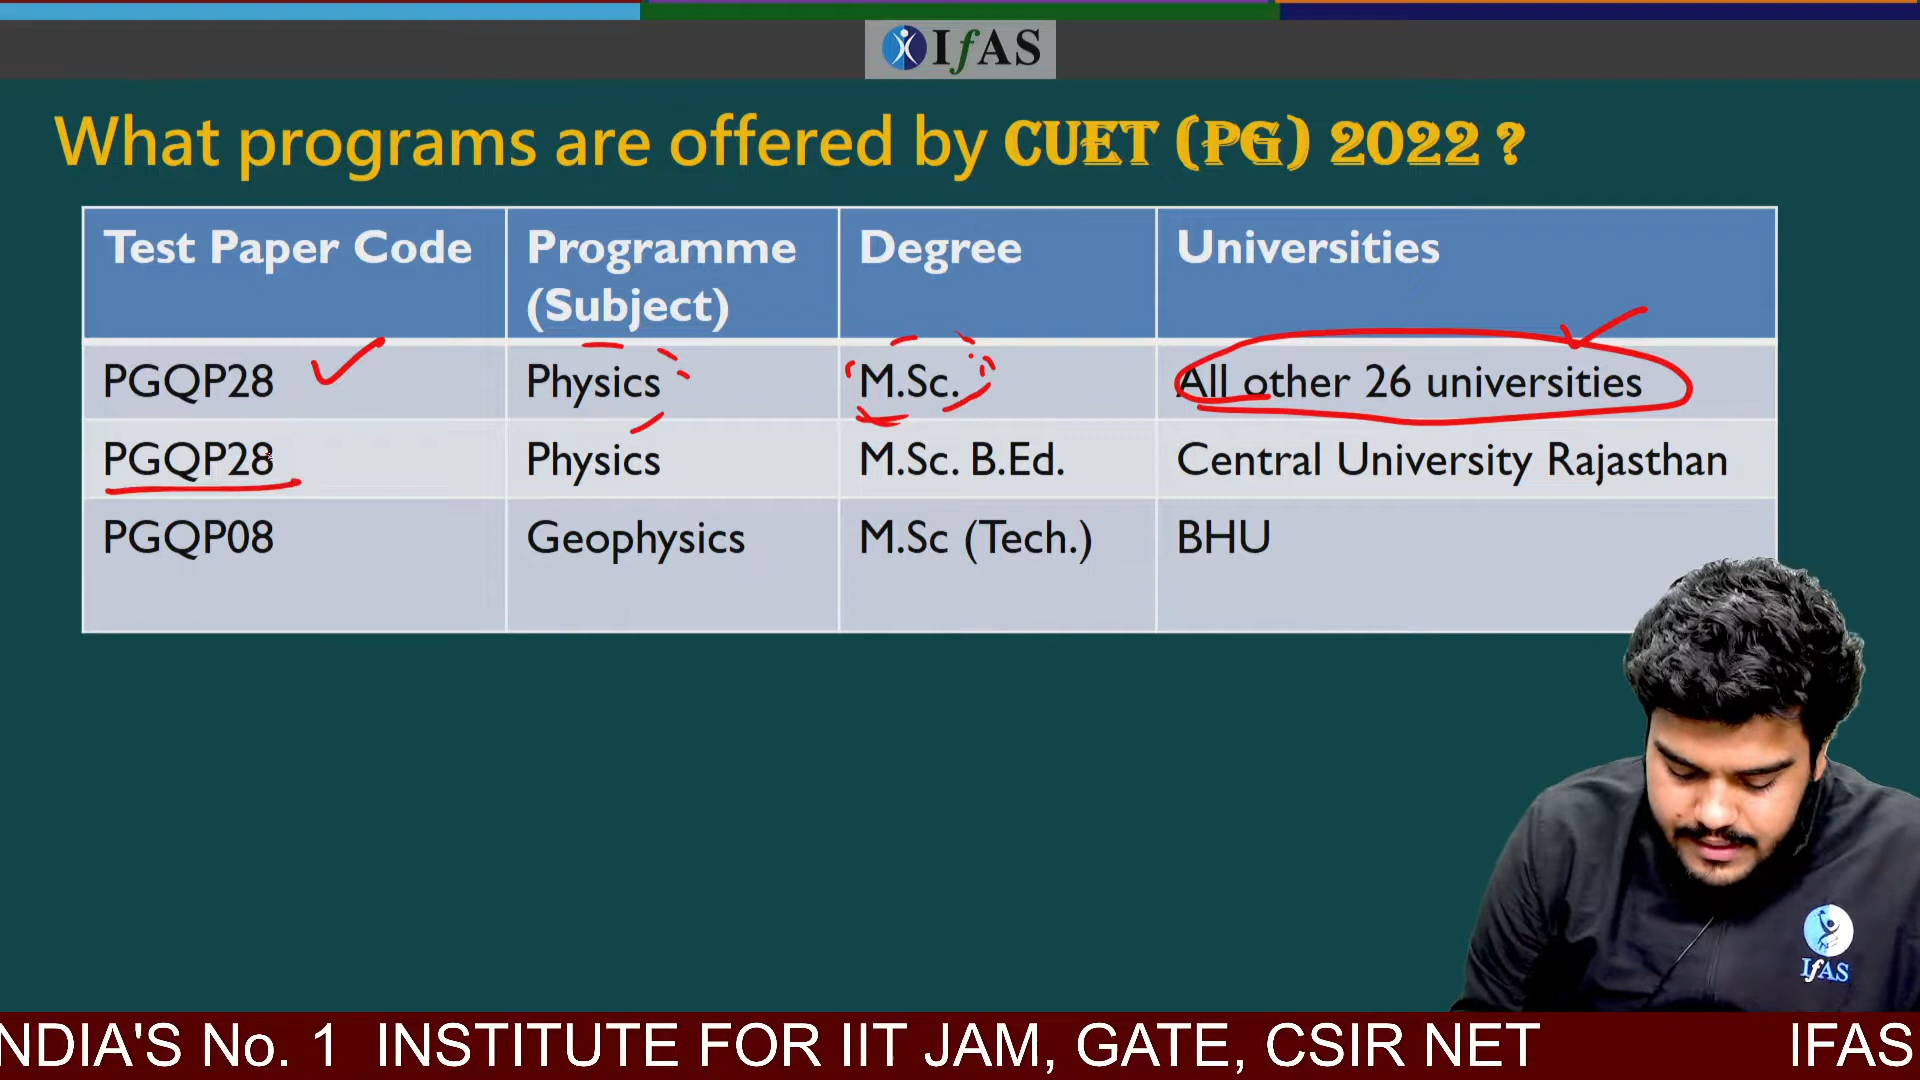 IfAS
What programs are offered by CUET (PG) 2022 ?
Test Paper Code Programme (Subject) Degree Universities
PGQP28 Physics M.Sc. All other 26 universities
PGQP28 Physics M.Sc. B.Ed. Central University Rajasthan
PGQP08 Geophysics M.Sc (Tech.) BHU
IfAS
NDIA'S No. 1 INSTITUTE FOR IIT JAM, GATE, CSIR NET IFAS